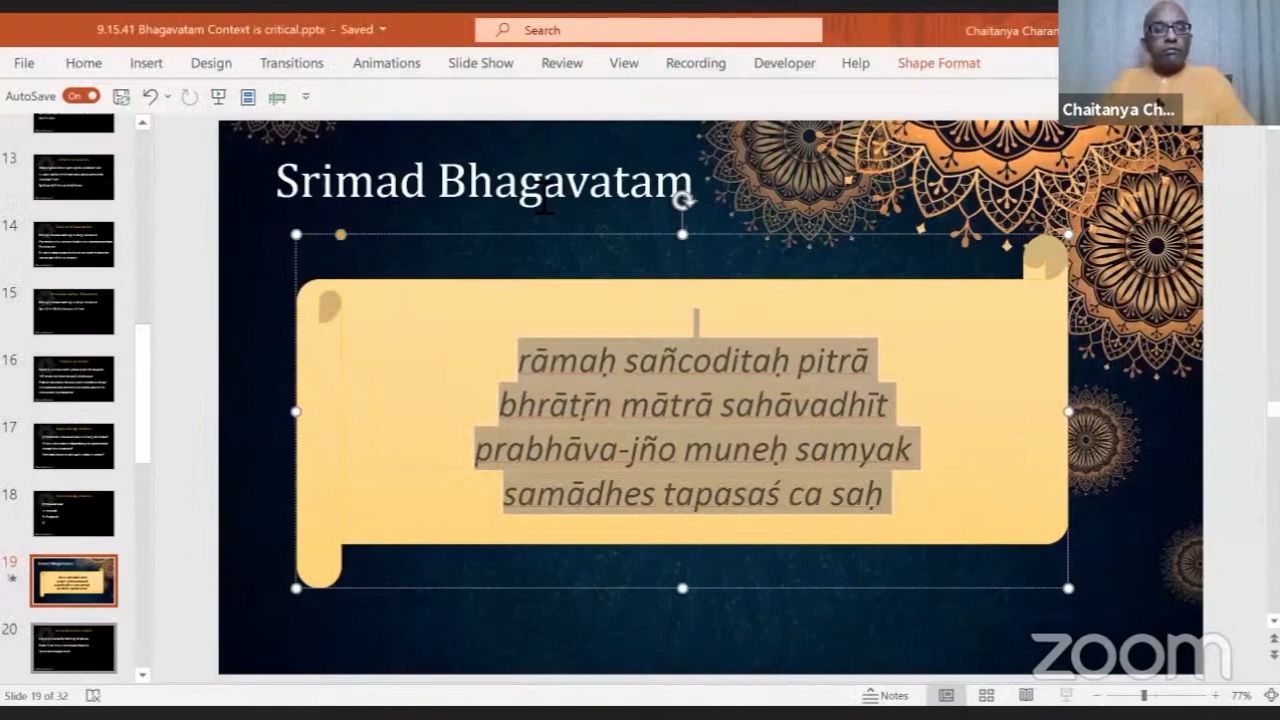 9.15.41 Bhagavatam Context is critical.pptx - Saved
Search
Chaitanya Charan
File Home Insert Design Transitions Animations Slide Show Review View Recording Developer Help Shape Format
AutoSave On
Chaitanya Ch...
13
14
15
16
17
18
19
20
Srimad Bhagavatam
rāmaḥ sañcoditaḥ pitrā
bhrātṝn mātrā sahāvadhīt
prabhāva-jño muneḥ samyak
samādhes tapasaś ca saḥ
zoom
Slide 19 of 32
Notes
77%